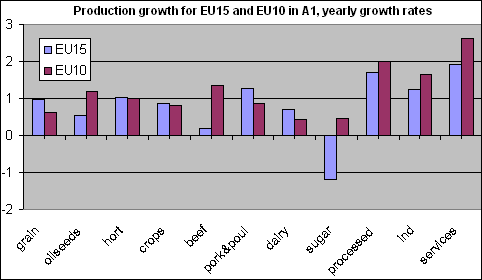 Production growth for EU15 and EU10 in A1, yearly growth rates
3
2
1
0
-1
-2
EU15
EU10
grain
oilseeds
hort
crops
beef
pork&poul
dairy
sugar
processed
ind
services